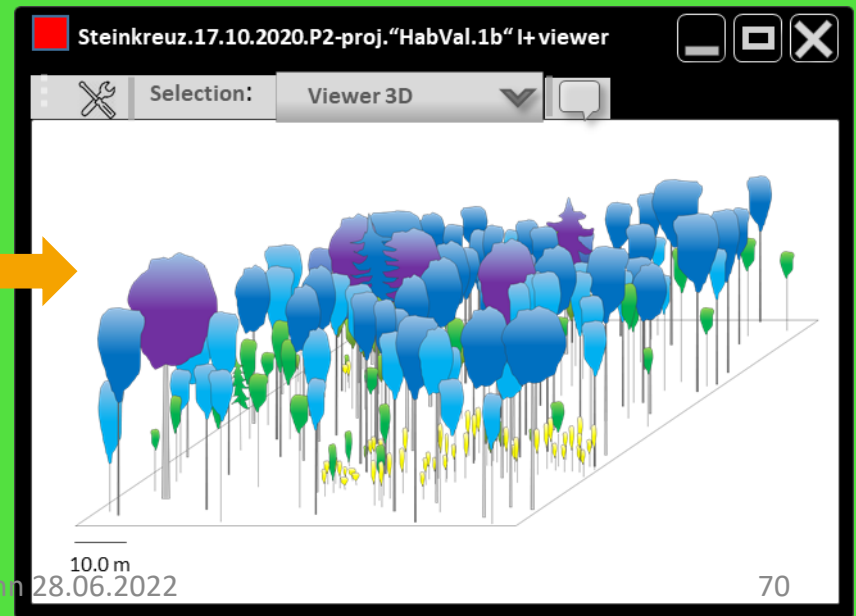 Steinkreuz.17.10.2020.P2-proj.“HabVal.1b“ I+ viewer
Selection: Viewer 3D
10.0 m
28.06.2022 70